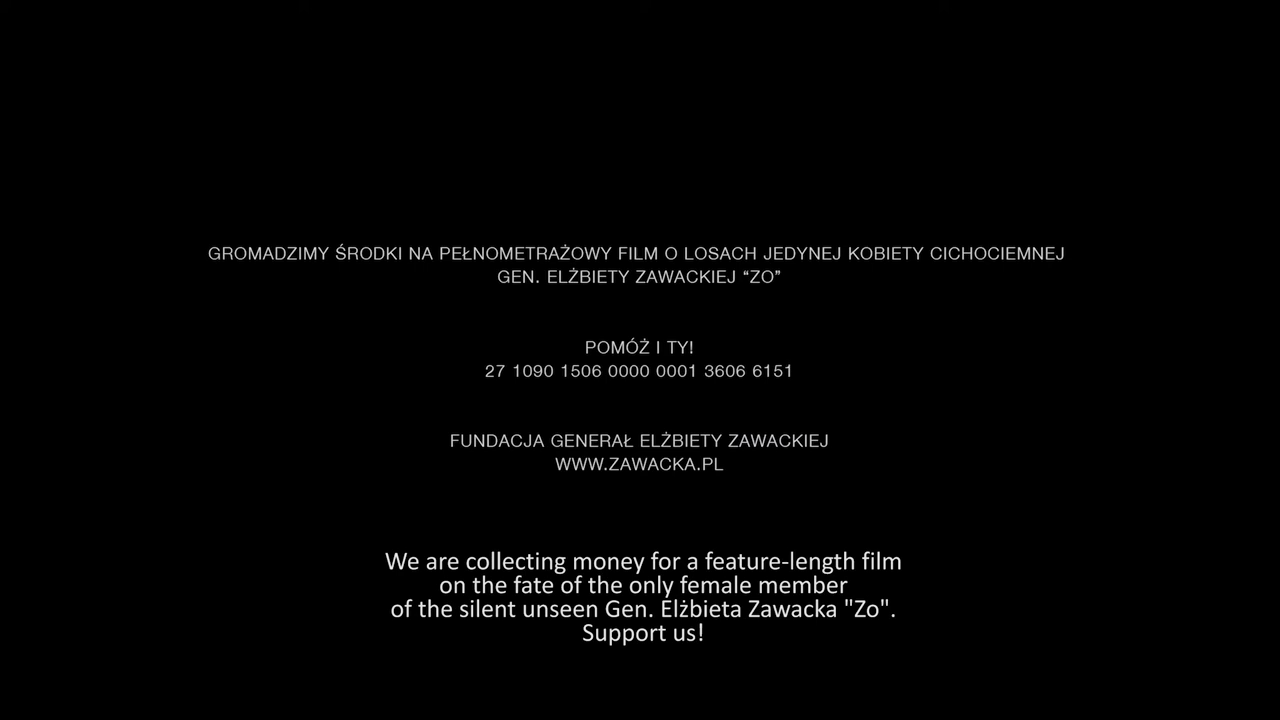 GROMADZIMY ŚRODKI NA PEŁNOMETRAŻOWY FILM O LOSACH JEDYNEJ KOBIETY CICHOCIEMNEJ
GEN. ELŻBIETY ZAWACKIEJ “ZO”
POMÓŻ I TY!
27 1090 1506 0000 0001 3606 6151
FUNDACJA GENERAŁ ELŻBIETY ZAWACKIEJ
WWW.ZAWACKA.PL
We are collecting money for a feature-length film
on the fate of the only female member
of the silent unseen Gen. Elżbieta Zawacka "Zo".
Support us!